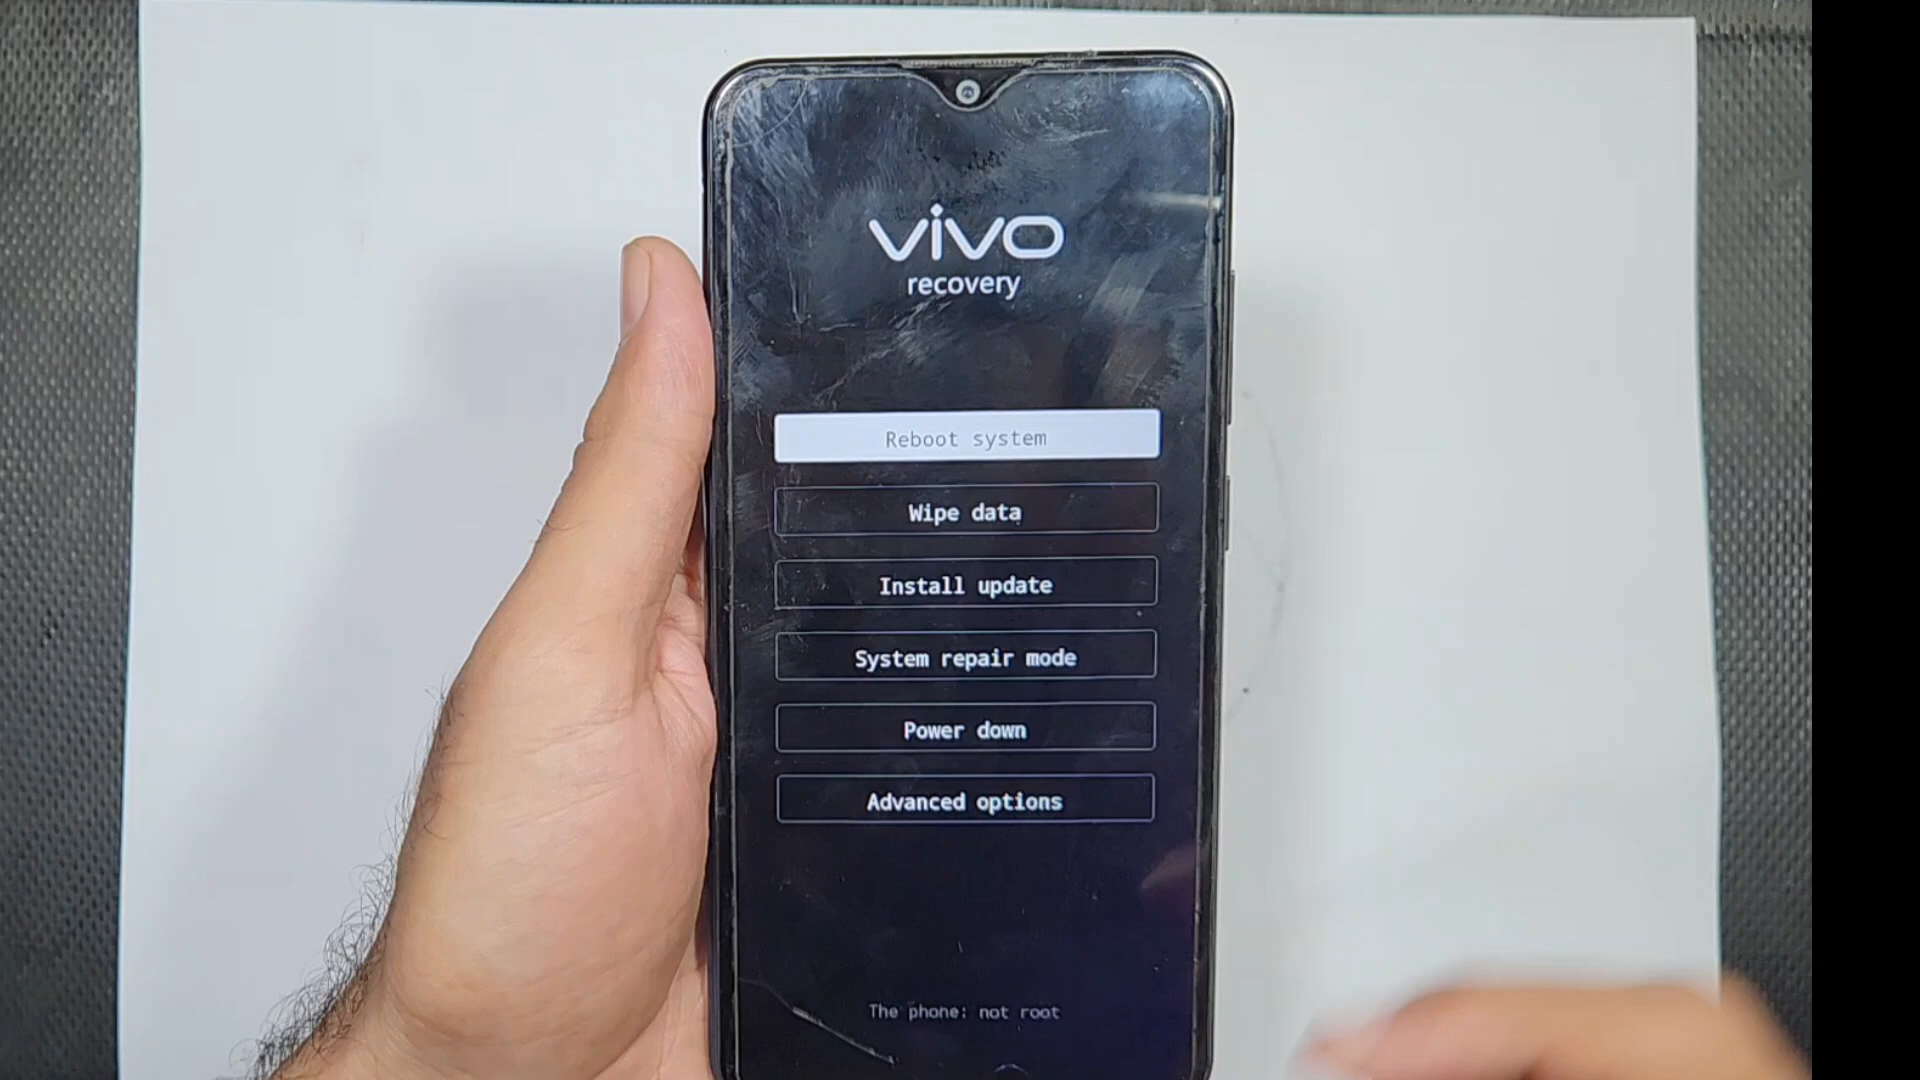 vivo
recovery
Reboot system
Wipe data
Install update
System repair mode
Power down
Advanced options
The phone: not root